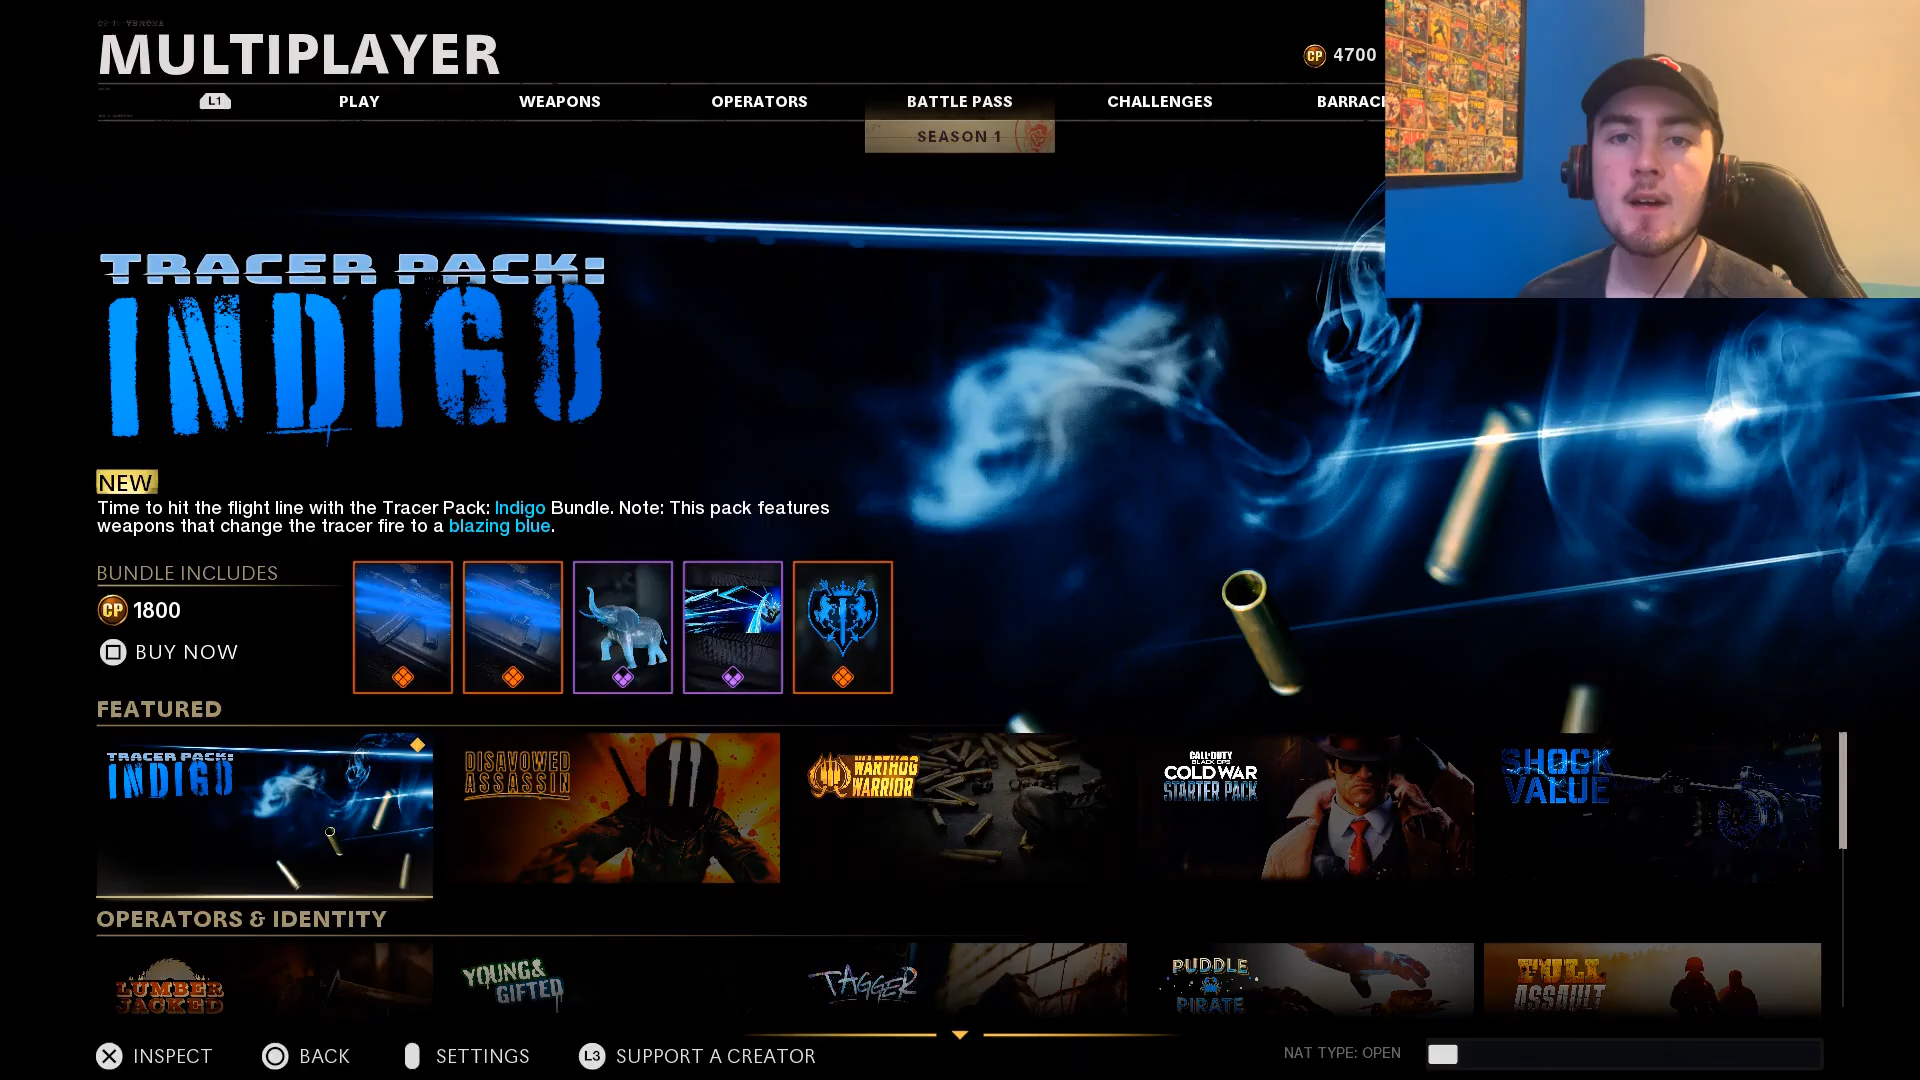 MULTIPLAYER
CP 4700
L1 PLAY WEAPONS OPERATORS BATTLE PASS CHALLENGES
SEASON 1
TRACER PACK:
INDIGO
NEW
Time to hit the flight line with the Tracer Pack: Indigo Bundle. Note: This pack features
weapons that change the tracer fire to a blazing blue.
BUNDLE INCLUDES
CP 1800
BUY NOW
FEATURED
TRACER PACK:
INDIGO
DISAVOWED
ASSASSIN
WARTHOG
WARRIOR
CALL OF DUTY
BLACK OPS
COLD WAR
STARTER PACK
SHOCK
VALUE
OPERATORS & IDENTITY
LUMBER
JACKED
YOUNG &
GIFTED
TAGGER
PUDDLE
PIRATE
FULL
ASSAULT
INSPECT
BACK
SETTINGS
L3 SUPPORT A CREATOR
NAT TYPE: OPEN